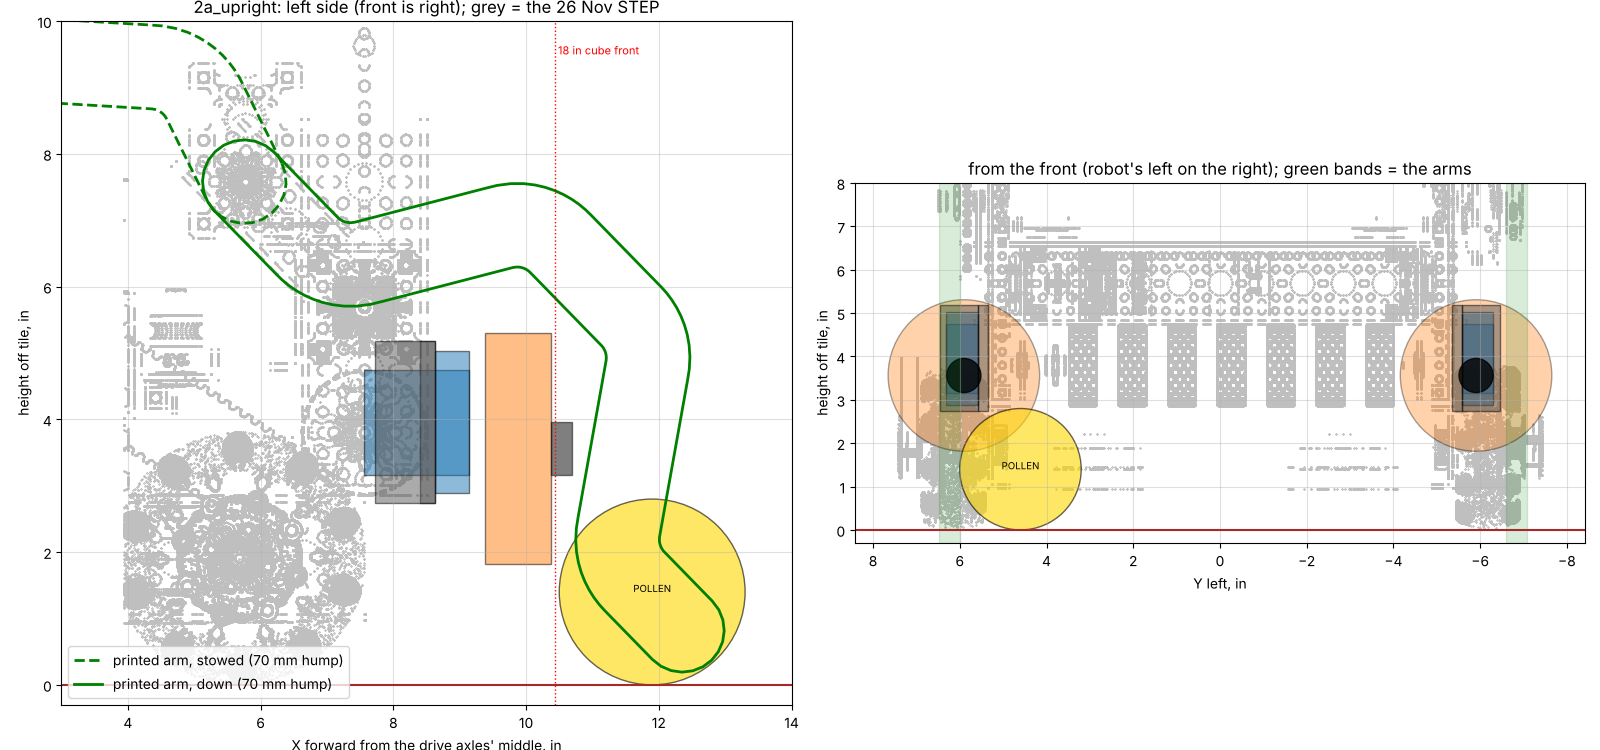 2a_upright: left side (front is right); grey = the 26 Nov STEP
10
8
6
4
2
0
height off tile, in
18 in cube front
POLLEN
printed arm, stowed (70 mm hump)
printed arm, down (70 mm hump)
4
6
8
10
12
14
X forward from the drive axles' middle, in
from the front (robot's left on the right); green bands = the arms
8
7
6
5
4
3
2
1
0
height off tile, in
POLLEN
8
6
4
2
0
−2
−4
−6
−8
Y left, in